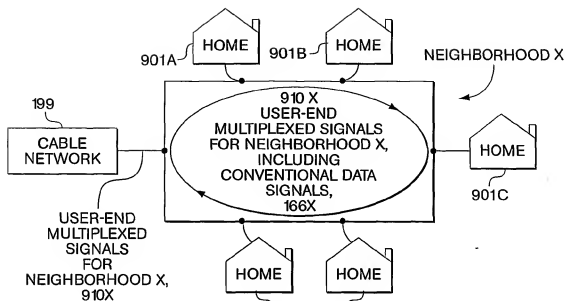 HOME
901A
HOME
901B
NEIGHBORHOOD X
199
CABLE
NETWORK
910 X
USER-END
MULTIPLEXED SIGNALS
FOR NEIGHBORHOOD X,
INCLUDING
CONVENTIONAL DATA
SIGNALS,
166X
HOME
901C
USER-END
MULTIPLEXED
SIGNALS
FOR
NEIGHBORHOOD X,
910X
HOME
HOME